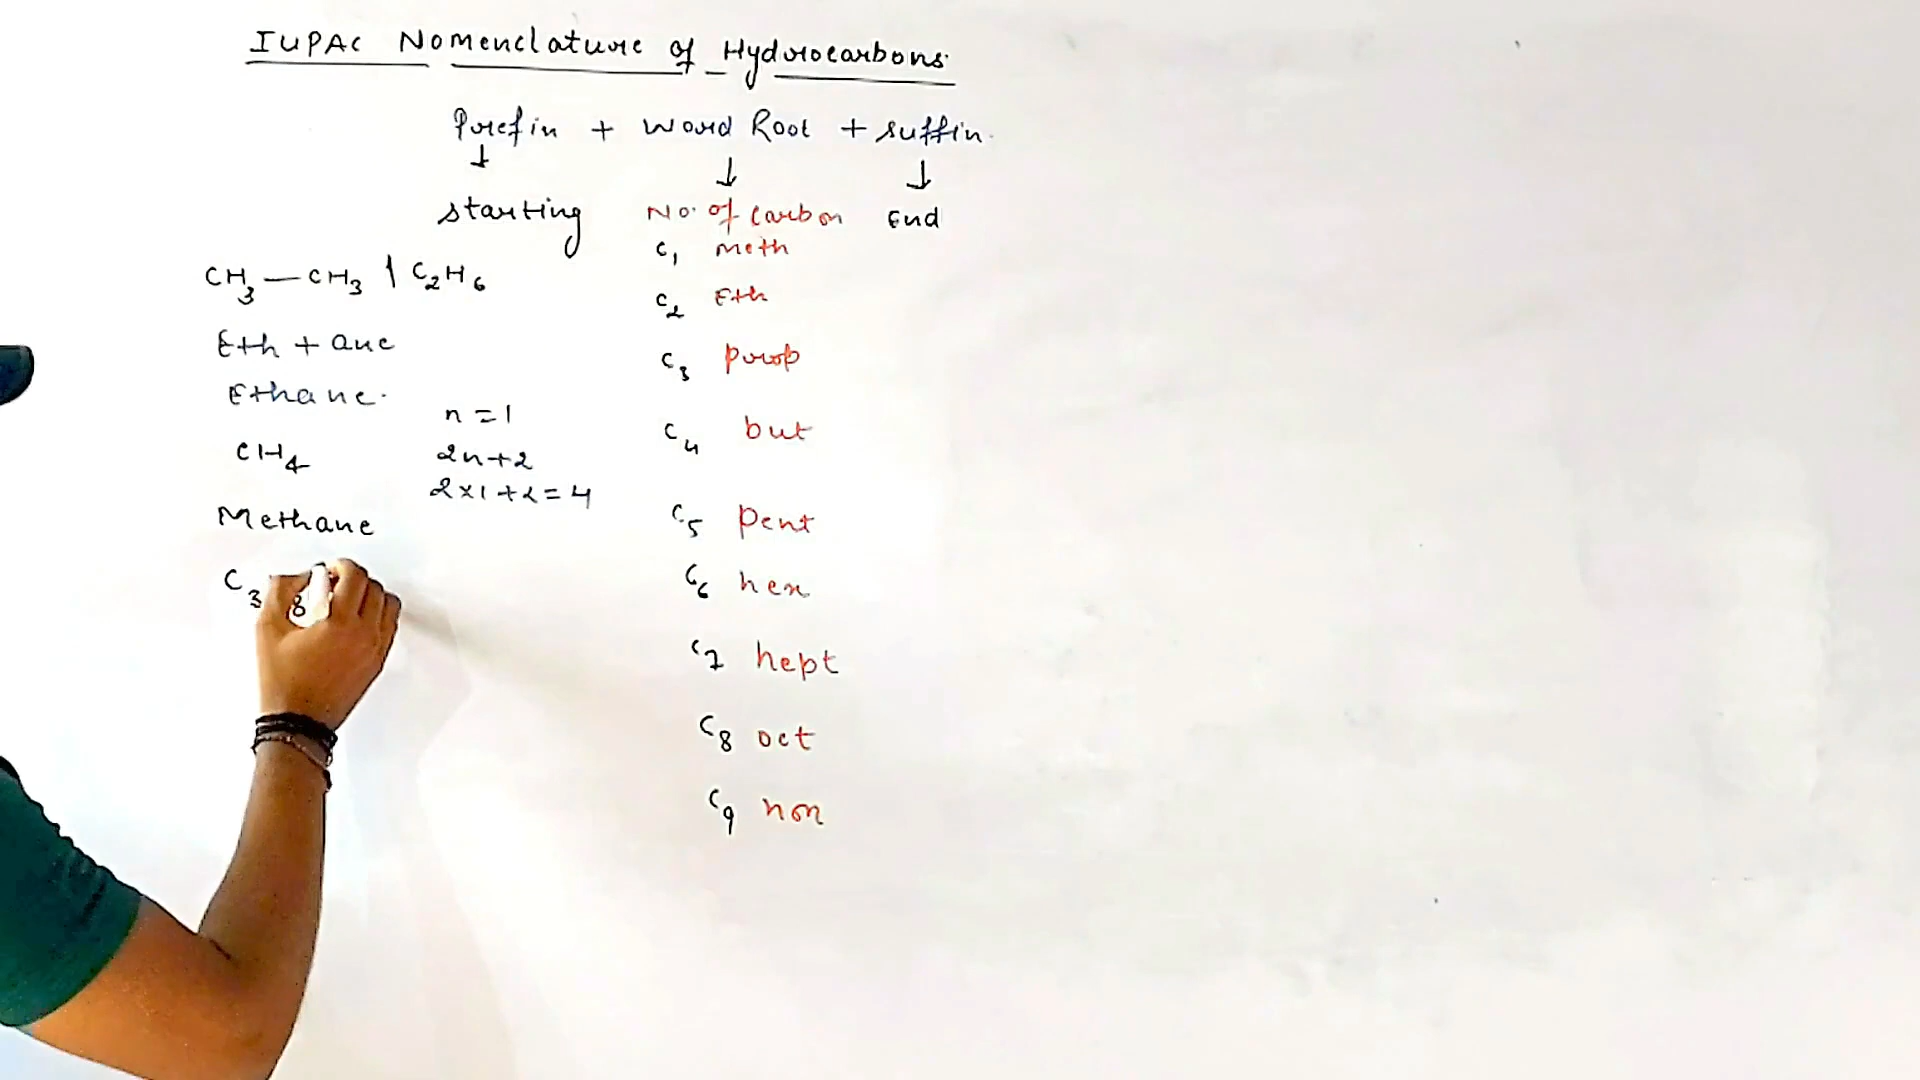 IUPAC Nomenclature of Hydrocarbons.
Prefix + Word Root + suffix.
↓ ↓ ↓
starting No. of carbon End
C1 meth
CH3—CH3 | C2H6
C2 Eth
Eth + ane
C3 prop
Ethane.
n = 1
C4 but
CH4
2n+2
2×1+2=4
Methane
C5 pent
C3 8
C6 hex
C7 hept
C8 oct
C9 non